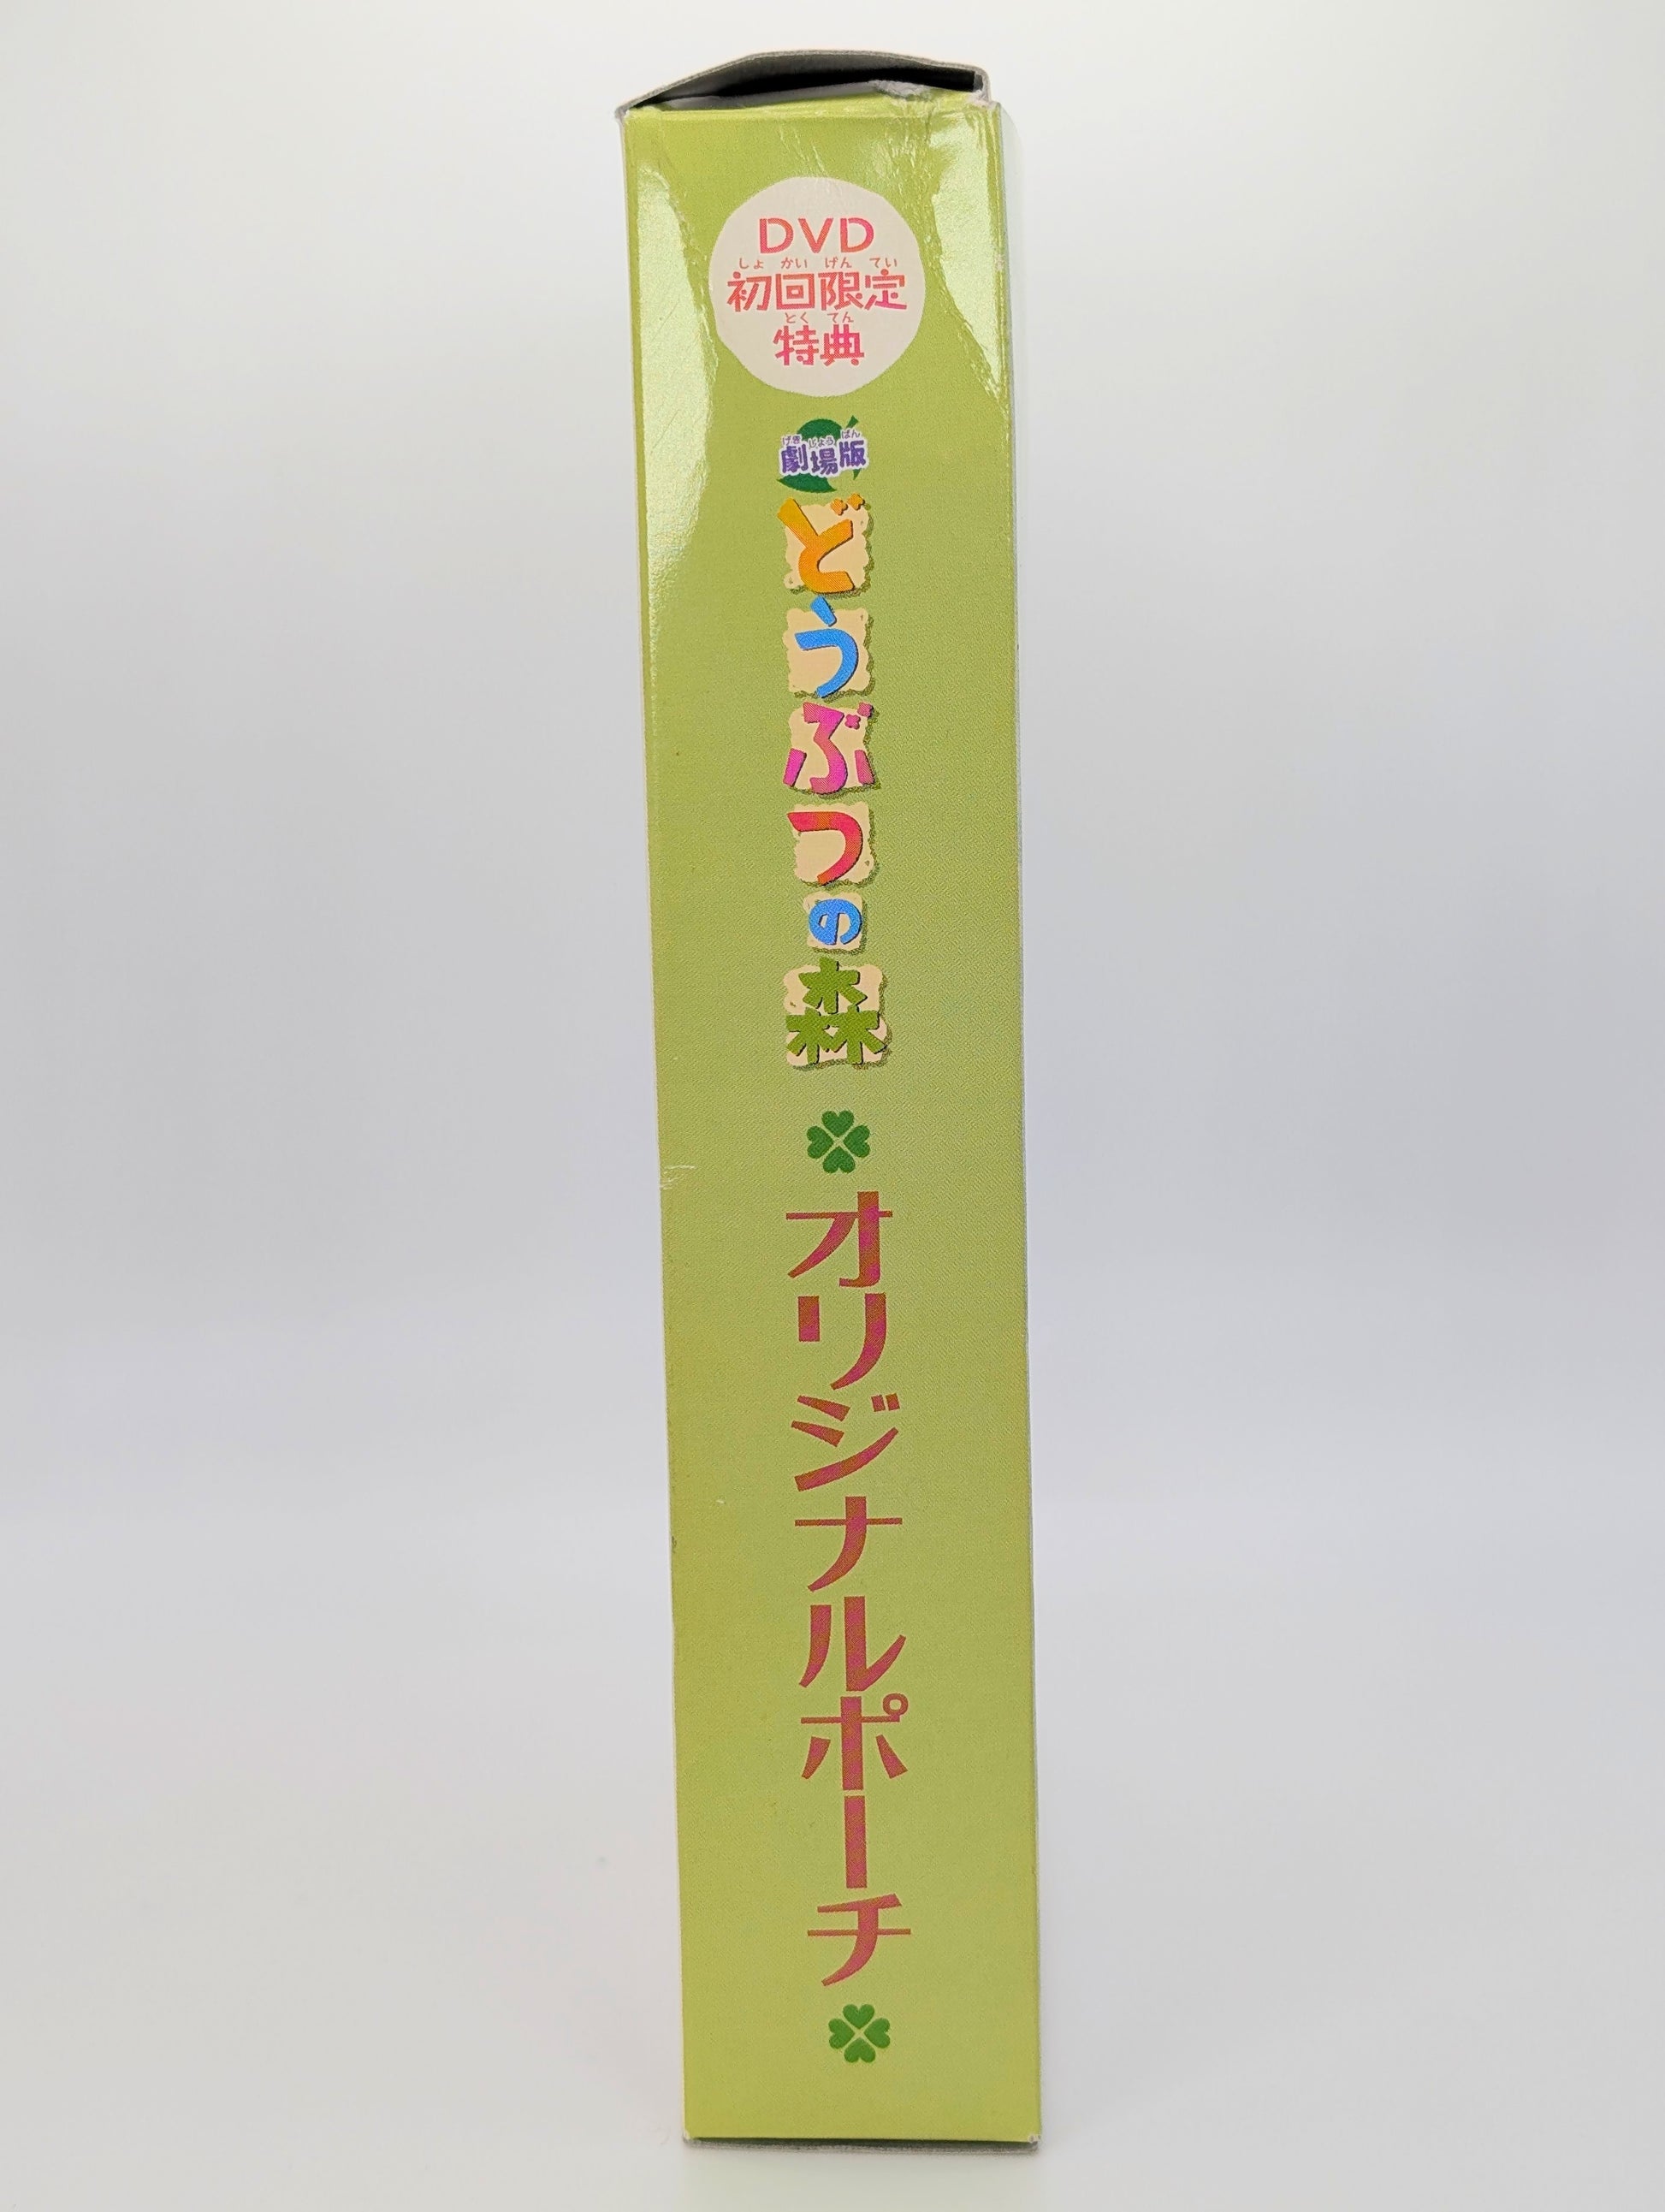 DVD
しょ かい げん てい
初回限定
とく てん
特典
げき じょう ばん
劇場版
どうぶつの森
オリジナルポーチ